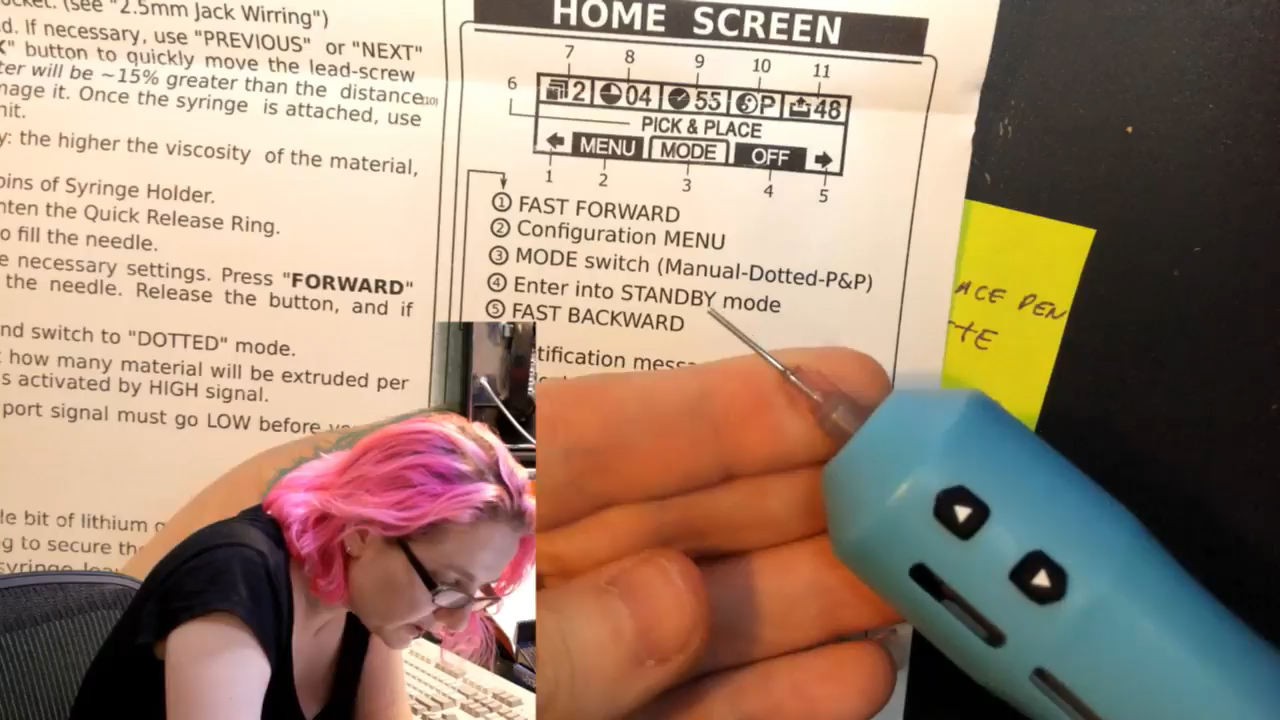 (see "2.5mm Jack Wirring")
d. If necessary, use "PREVIOUS" or "NEXT"
" button to quickly move the lead-screw
ter will be ~15% greater than the distance
mage it. Once the syringe is attached, use
nit.
y: the higher the viscosity of the material,
pins of Syringe Holder.
hten the Quick Release Ring.
o fill the needle.
e necessary settings. Press "FORWARD"
the needle. Release the button, and if
nd switch to "DOTTED" mode.
how many material will be extruded per
s activated by HIGH signal.
port signal must go LOW before
le bit of lithium
g to secure the
HOME SCREEN
7 8 9 10 11
6
2 04 55 P 48
PICK & PLACE
MENU MODE OFF
1 2 3 4 5
1 FAST FORWARD
2 Configuration MENU
3 MODE switch (Manual-Dotted-P&P)
4 Enter into STANDBY mode
5 FAST BACKWARD
tification
ACE PEN
TE